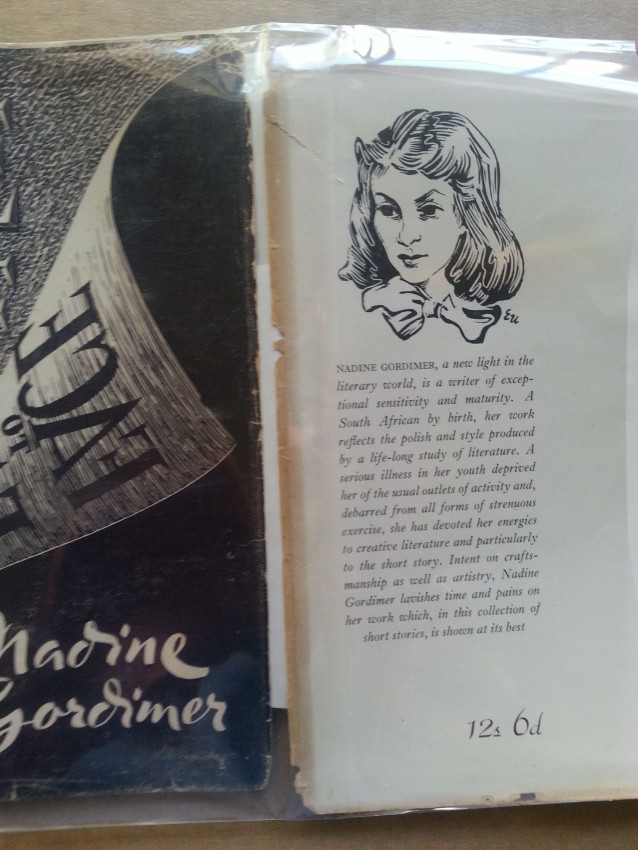 TO
Nadine
Gordimer
Eu
NADINE GORDIMER, a new light in the
literary world, is a writer of excep-
tional sensitivity and maturity. A
South African by birth, her work
reflects the polish and style produced
by a life-long study of literature. A
serious illness in her youth deprived
her of the usual outlets of activity and,
debarred from all forms of strenuous
exercise, she has devoted her energies
to creative literature and particularly
to the short story. Intent on crafts-
manship as well as artistry, Nadine
Gordimer lavishes time and pains on
her work which, in this collection of
short stories, is shown at its best
12s 6d